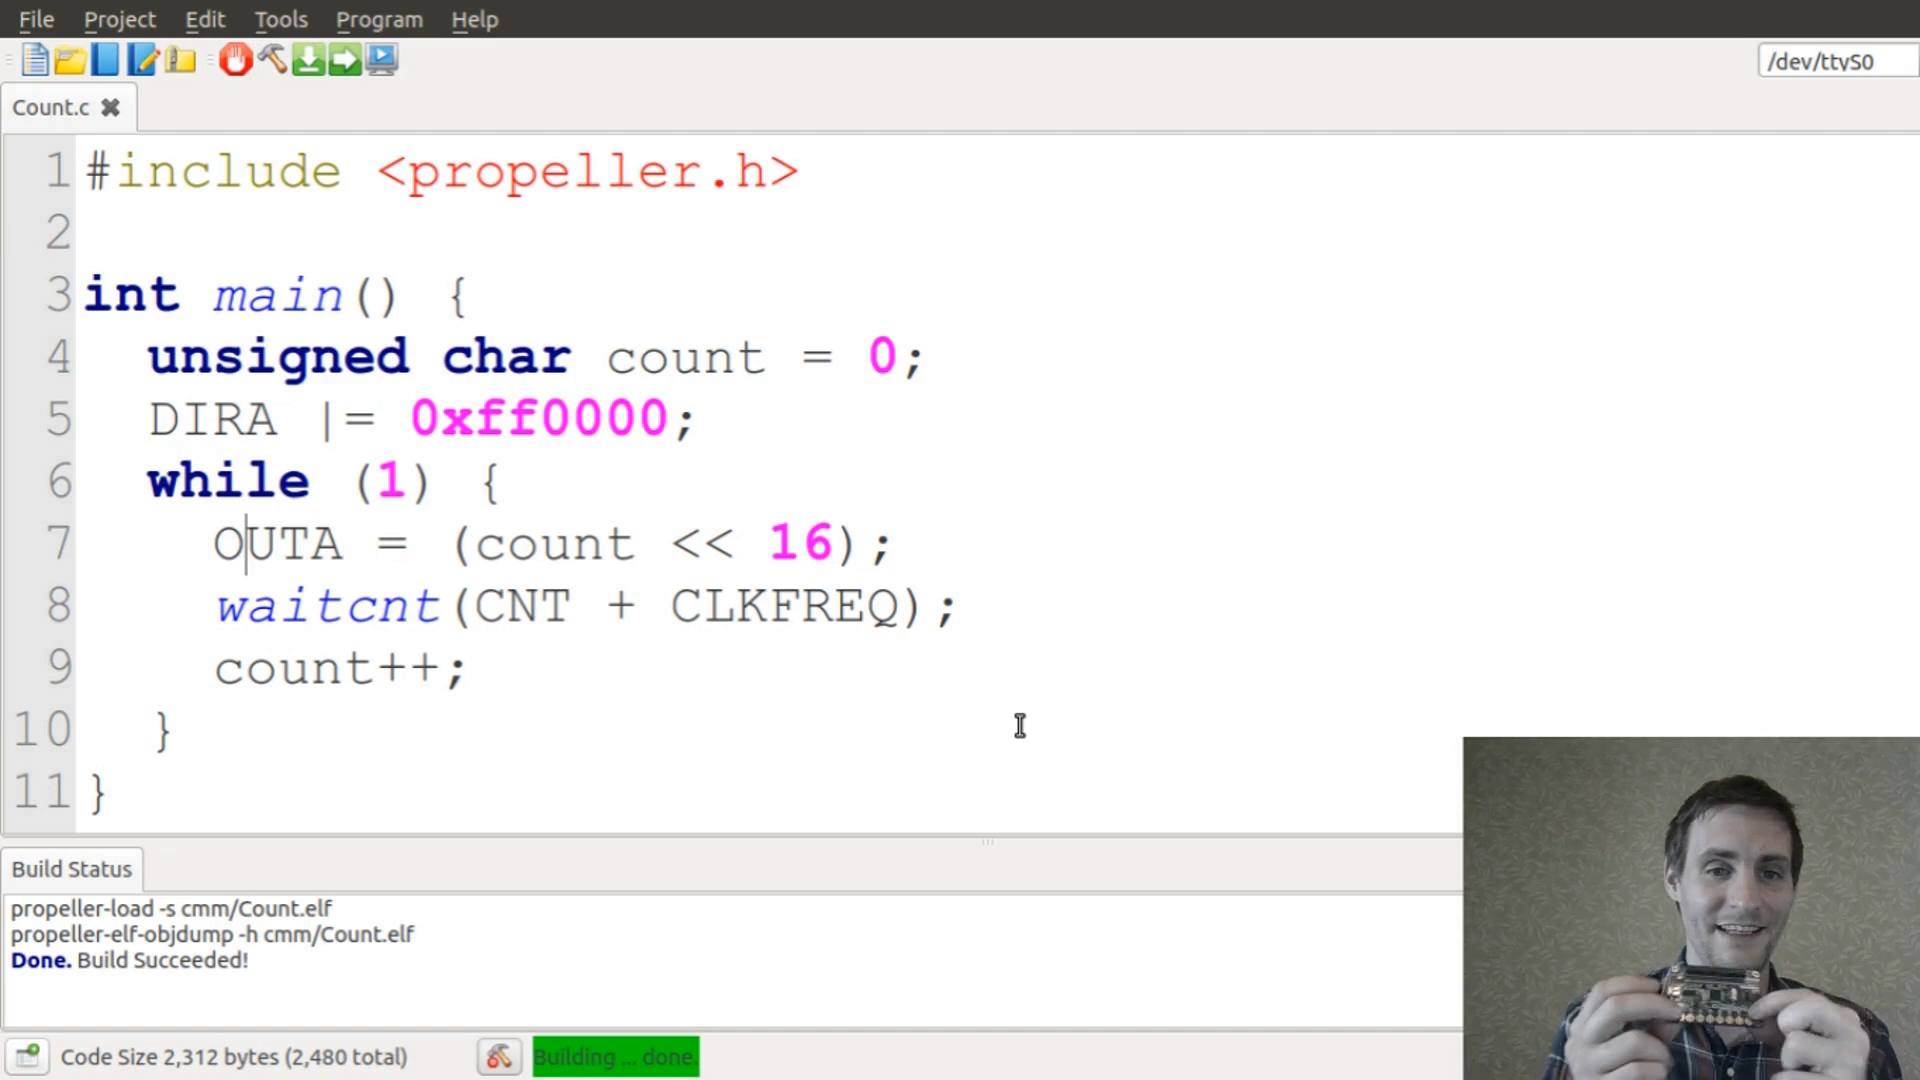 File Project Edit Tools Program Help
/dev/ttyS0
Count.c
1 #include <propeller.h>
2
3 int main() {
4 unsigned char count = 0;
5 DIRA |= 0xff0000;
6 while (1) {
7 OUTA = (count << 16);
8 waitcnt(CNT + CLKFREQ);
9 count++;
10 }
11 }
Build Status
propeller-load -s cmm/Count.elf
propeller-elf-objdump -h cmm/Count.elf
Done. Build Succeeded!
Code Size 2,312 bytes (2,480 total) Building ... done.